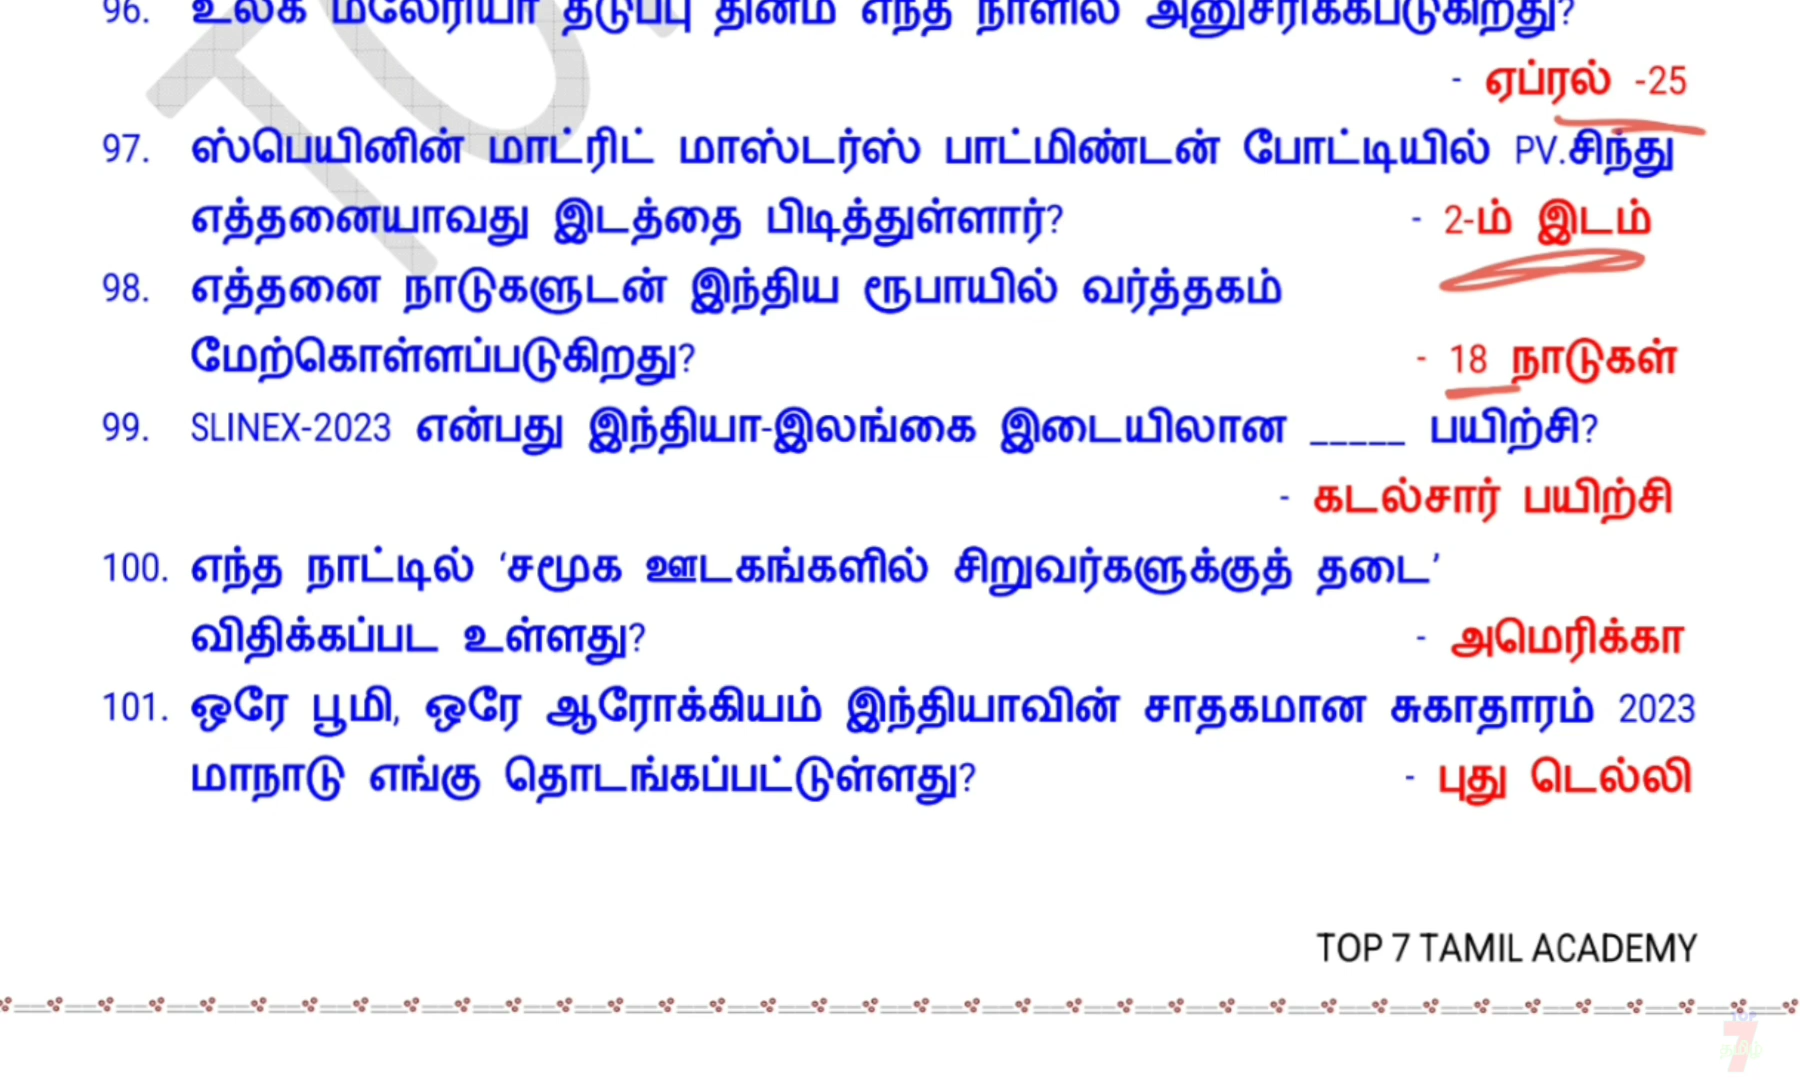 96. உலக மலேரியா தடுப்பு தினம் எந்த நாளில் அனுசரிக்கப்படுகிறது?
- ஏப்ரல் -25
97. ஸ்பெயினின் மாட்ரிட் மாஸ்டர்ஸ் பாட்மிண்டன் போட்டியில் PV.சிந்து
எத்தனையாவது இடத்தை பிடித்துள்ளார்? - 2-ம் இடம்
98. எத்தனை நாடுகளுடன் இந்திய ரூபாயில் வர்த்தகம்
மேற்கொள்ளப்படுகிறது? - 18 நாடுகள்
99. SLINEX-2023 என்பது இந்தியா-இலங்கை இடையிலான _____ பயிற்சி?
- கடல்சார் பயிற்சி
100. எந்த நாட்டில் ‘சமூக ஊடகங்களில் சிறுவர்களுக்குத் தடை’
விதிக்கப்பட உள்ளது? - அமெரிக்கா
101. ஒரே பூமி, ஒரே ஆரோக்கியம் இந்தியாவின் சாதகமான சுகாதாரம் 2023
மாநாடு எங்கு தொடங்கப்பட்டுள்ளது? - புது டெல்லி
TOP 7 TAMIL ACADEMY
TOP
7
தமிழ்